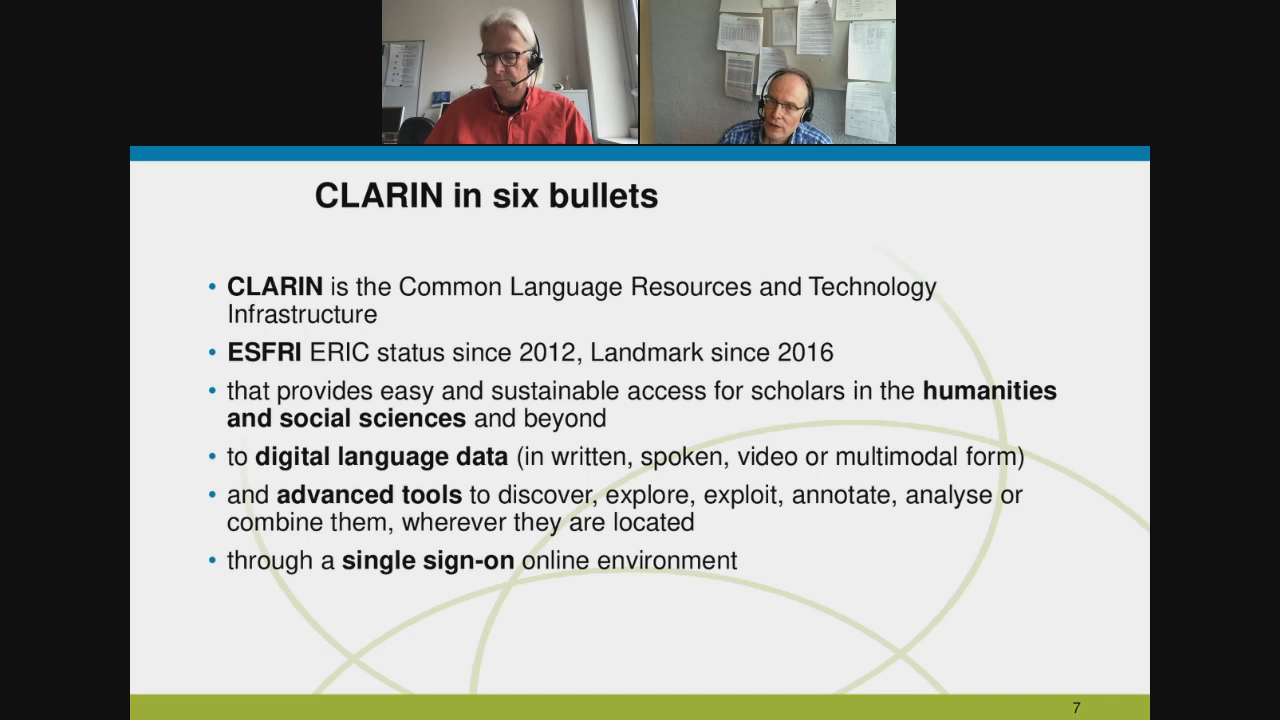 CLARIN in six bullets
• CLARIN is the Common Language Resources and Technology
Infrastructure
• ESFRI ERIC status since 2012, Landmark since 2016
• that provides easy and sustainable access for scholars in the humanities
and social sciences and beyond
• to digital language data (in written, spoken, video or multimodal form)
• and advanced tools to discover, explore, exploit, annotate, analyse or
combine them, wherever they are located
• through a single sign-on online environment
7